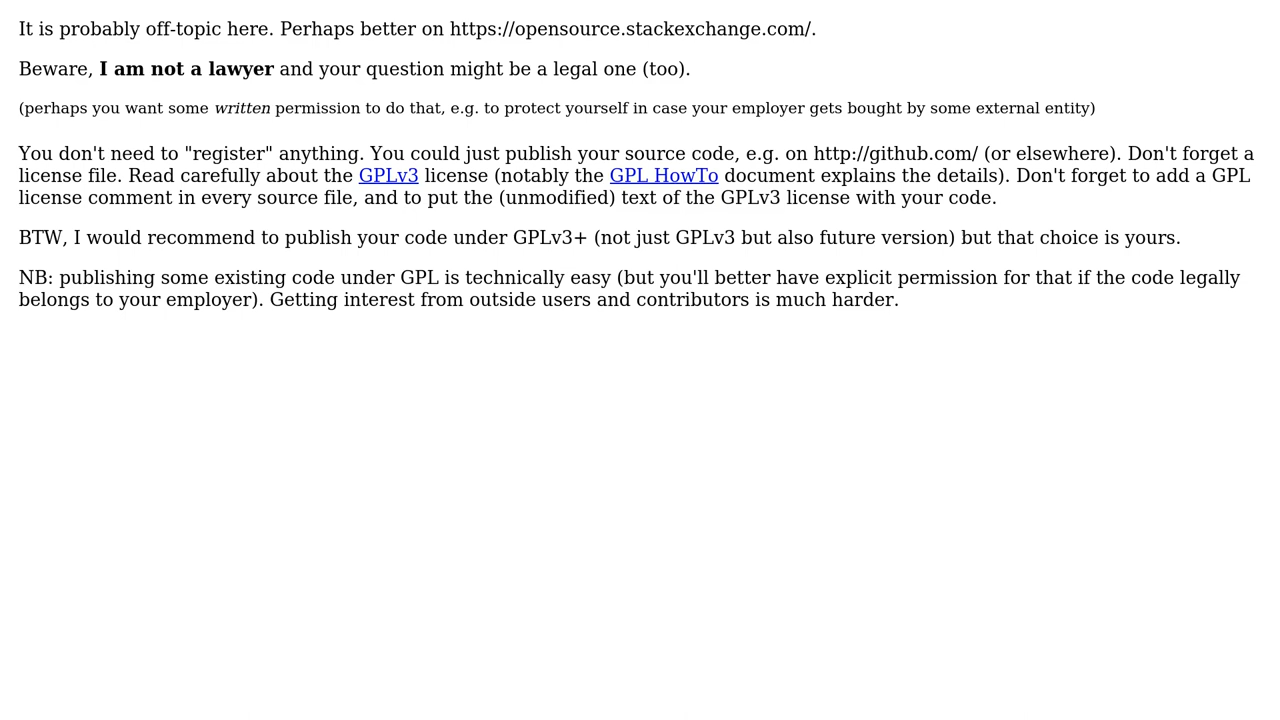 It is probably off-topic here. Perhaps better on https://opensource.stackexchange.com/.
Beware, I am not a lawyer and your question might be a legal one (too).
(perhaps you want some written permission to do that, e.g. to protect yourself in case your employer gets bought by some external entity)
You don't need to "register" anything. You could just publish your source code, e.g. on http://github.com/ (or elsewhere). Don't forget a
license file. Read carefully about the GPLv3 license (notably the GPL HowTo document explains the details). Don't forget to add a GPL
license comment in every source file, and to put the (unmodified) text of the GPLv3 license with your code.
BTW, I would recommend to publish your code under GPLv3+ (not just GPLv3 but also future version) but that choice is yours.
NB: publishing some existing code under GPL is technically easy (but you'll better have explicit permission for that if the code legally
belongs to your employer). Getting interest from outside users and contributors is much harder.